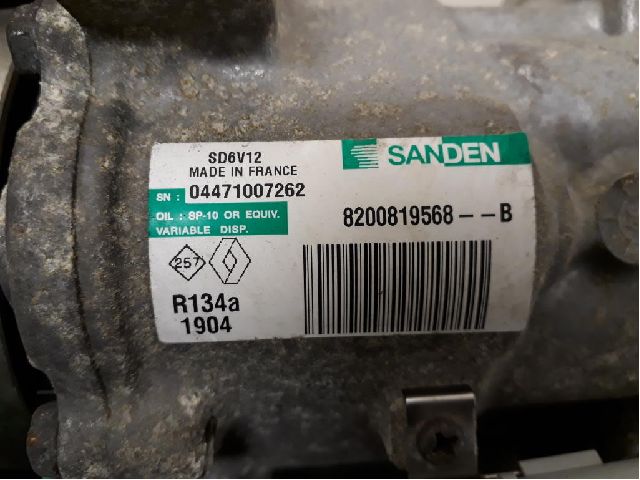 SD6V12
MADE IN FRANCE
SANDEN
SN : 04471007262
OIL : SP-10 OR EQUIV.
VARIABLE DISP.
8200819568--B
257
R134a
1904